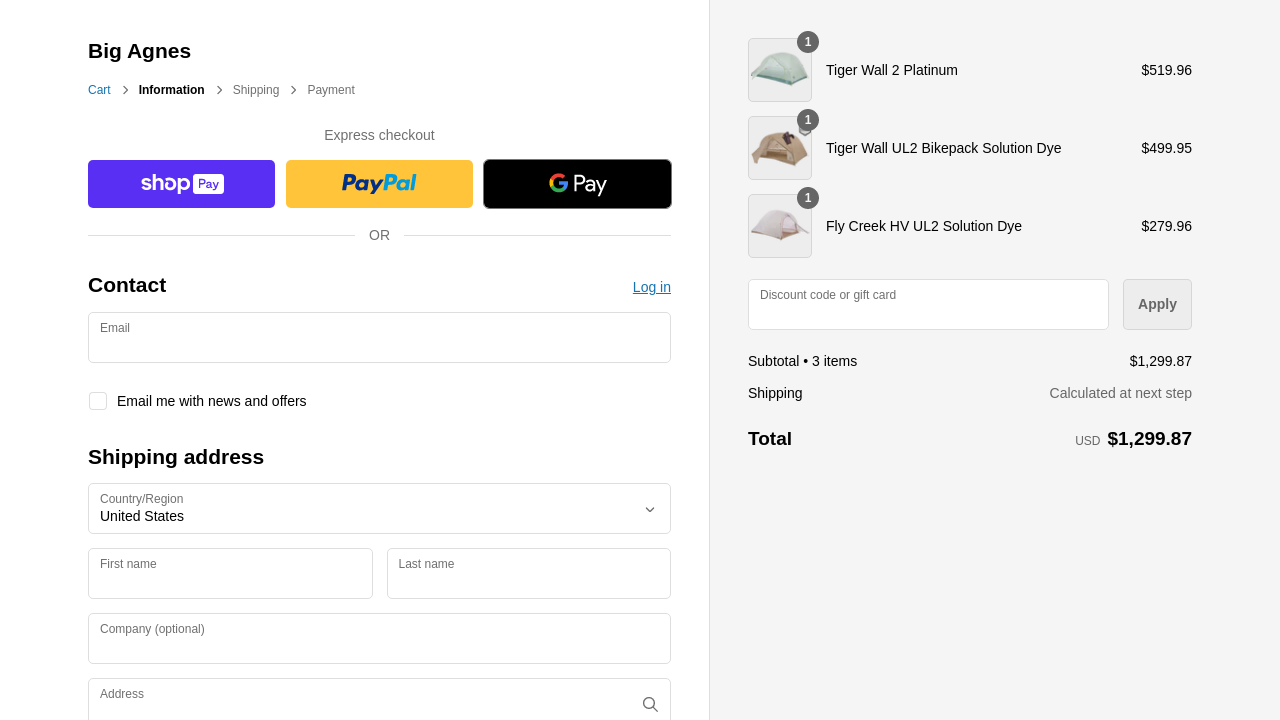 Big Agnes
Cart > Information > Shipping > Payment
Express checkout
shop Pay
PayPal
G Pay
OR
Contact
Log in
Email
Email me with news and offers
Shipping address
Country/Region
United States
First name
Last name
Company (optional)
Address
1
Tiger Wall 2 Platinum $519.96
1
Tiger Wall UL2 Bikepack Solution Dye $499.95
1
Fly Creek HV UL2 Solution Dye $279.96
Discount code or gift card
Apply
Subtotal • 3 items $1,299.87
Shipping Calculated at next step
Total USD $1,299.87